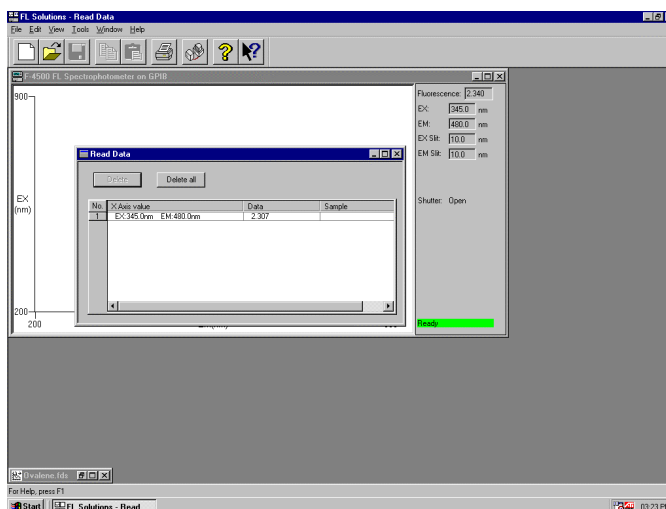 FL Solutions - Read Data
File Edit View Tools Window Help
F-4500 FL Spectrophotometer on GPIB
900
EX
(nm)
200
200
Fluorescence: 2.340
EX: 345.0 nm
EM: 480.0 nm
EX Slit: 10.0 nm
EM Slit: 10.0 nm
Shutter: Open
Ready
Read Data
Delete Delete all
No. X Axis value Data Sample
1 EX:345.0nm EM:480.0nm 2.307
Ovalene.fds
For Help, press F1
Start FL Solutions - Read 03:23 P